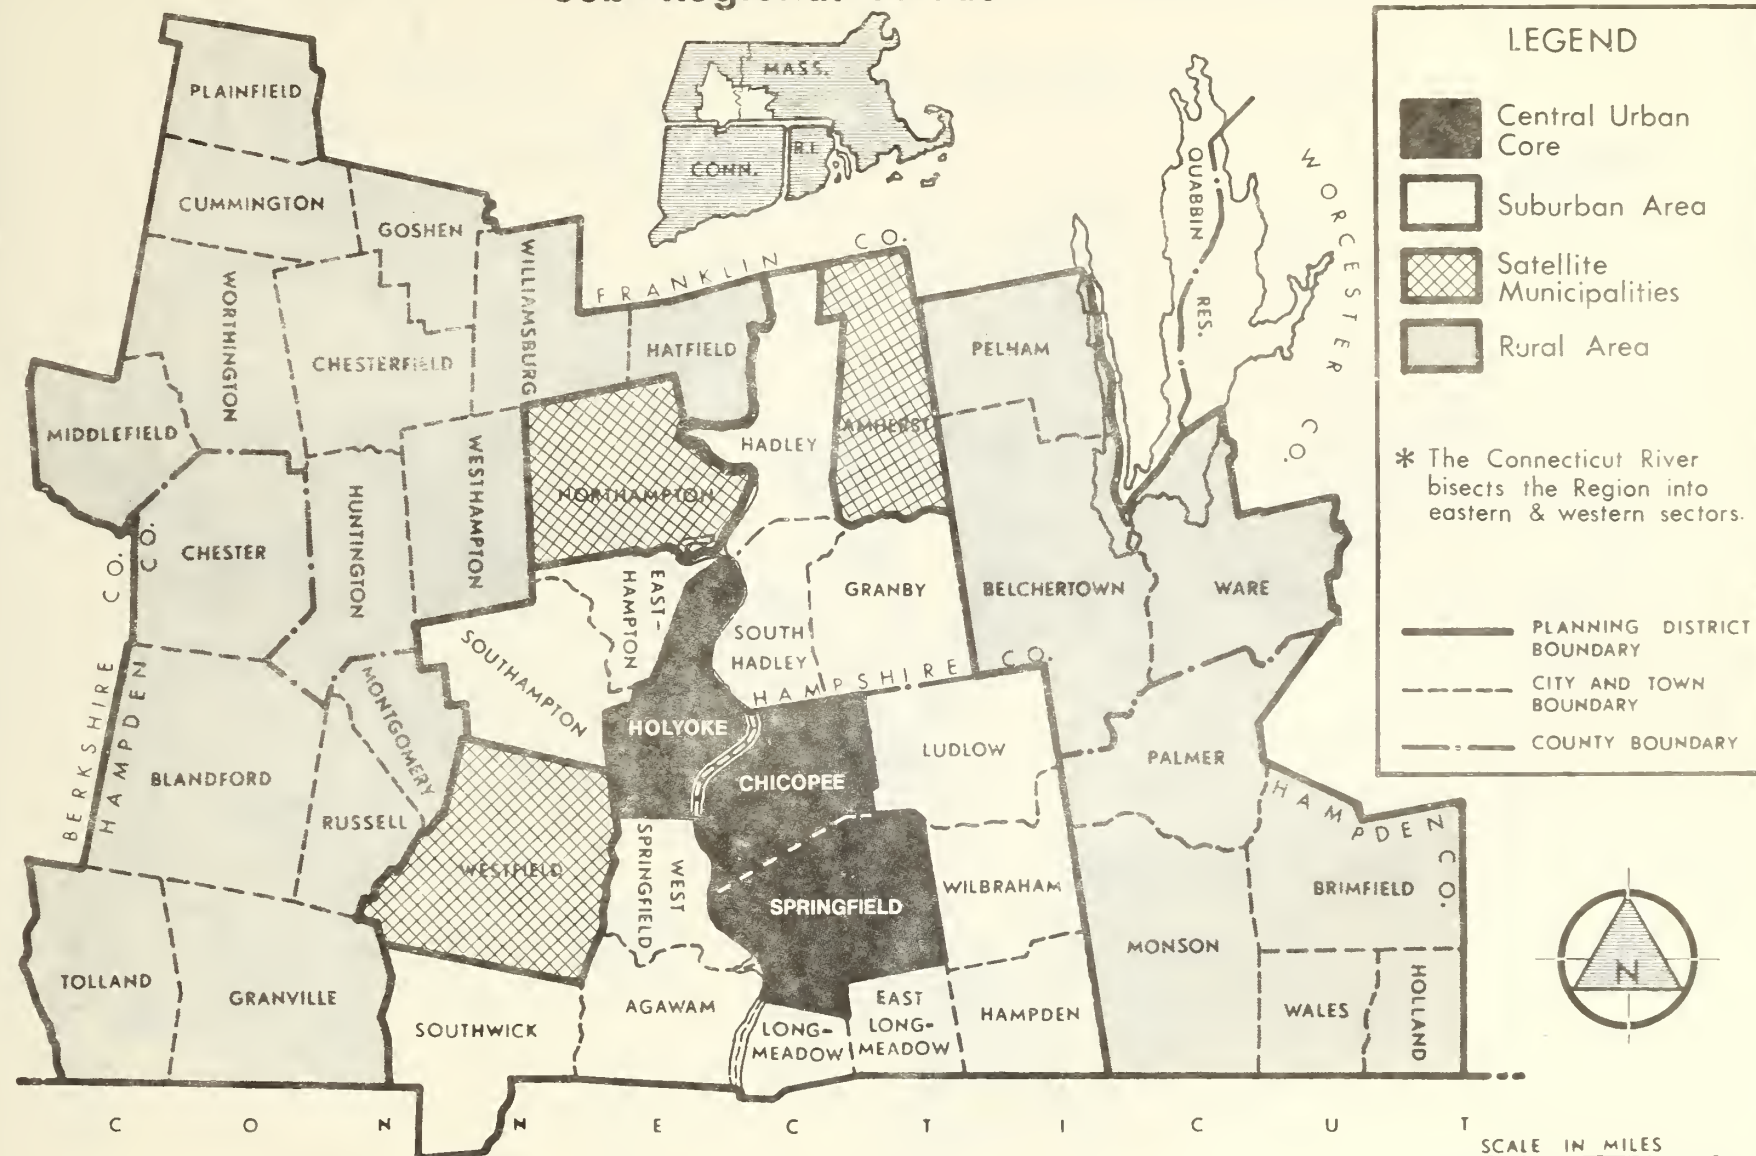 MASS.
CONN.
R.I.
LEGEND
Central Urban
Core
Suburban Area
Satellite
Municipalities
Rural Area
* The Connecticut River
bisects the Region into
eastern & western sectors.
PLANNING DISTRICT
BOUNDARY
CITY AND TOWN
BOUNDARY
COUNTY BOUNDARY
PLAINFIELD
CUMMINGTON
GOSHEN
WORTHINGTON
CHESTERFIELD
WILLIAMSBURG
FRANKLIN CO.
HATFIELD
PELHAM
QUABBIN RES.
WORCESTER CO.
MIDDLEFIELD
HADLEY
AMHERST
WESTHAMPTON
NORTHAMPTON
CHESTER
HUNTINGTON
EAST-
HAMPTON
GRANBY
BELCHERTOWN
WARE
SOUTH
HADLEY
SOUTHAMPTON
HAMPSHIRE CO.
BERKSHIRE CO.
HAMPDEN CO.
MONTGOMERY
HOLYOKE
CHICOPEE
LUDLOW
PALMER
BLANDFORD
RUSSELL
HAMPDEN CO.
WESTFIELD
WEST
SPRINGFIELD
SPRINGFIELD
WILBRAHAM
BRIMFIELD
MONSON
TOLLAND
GRANVILLE
SOUTHWICK
AGAWAM
LONG-
MEADOW
EAST
LONG-
MEADOW
HAMPDEN
WALES
HOLLAND
N
CONNECTICUT
SCALE IN MILES